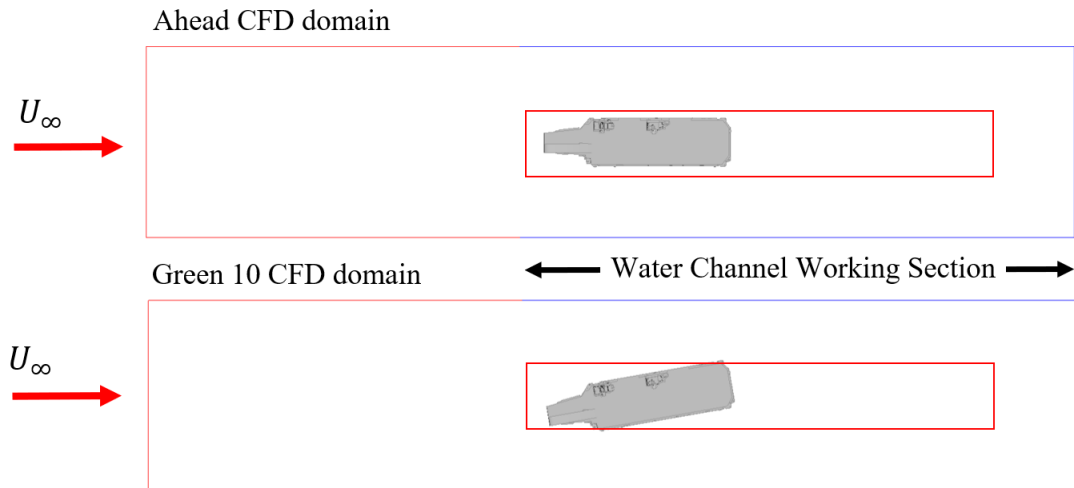 Ahead CFD domain
U∞
Green 10 CFD domain
Water Channel Working Section
U∞